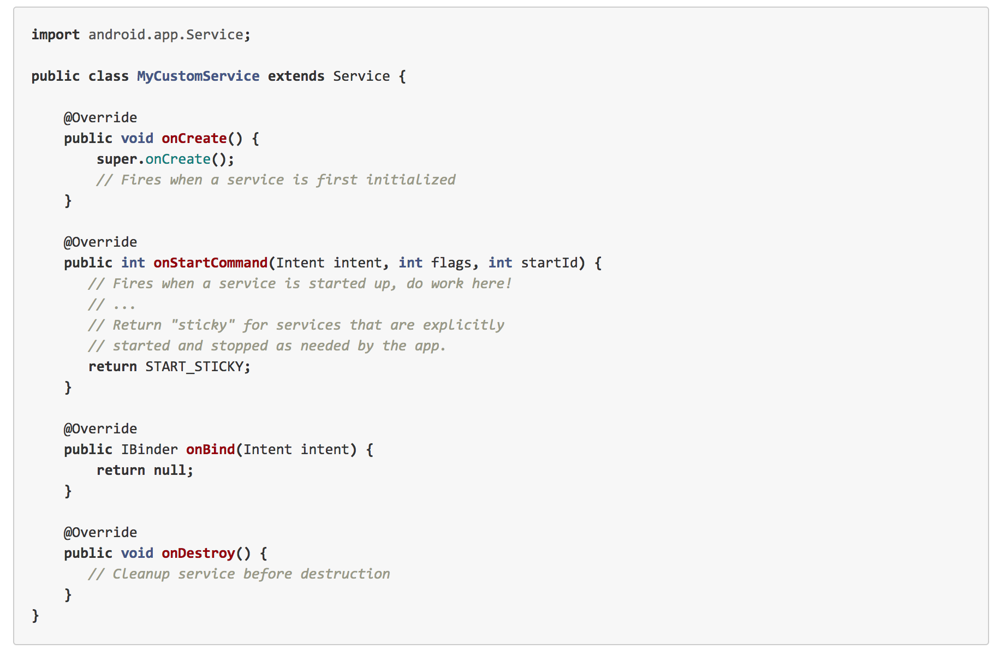 import android.app.Service;
public class MyCustomService extends Service {
@Override
public void onCreate() {
super.onCreate();
// Fires when a service is first initialized
}
@Override
public int onStartCommand(Intent intent, int flags, int startId) {
// Fires when a service is started up, do work here!
// ...
// Return "sticky" for services that are explicitly
// started and stopped as needed by the app.
return START_STICKY;
}
@Override
public IBinder onBind(Intent intent) {
return null;
}
@Override
public void onDestroy() {
// Cleanup service before destruction
}
}